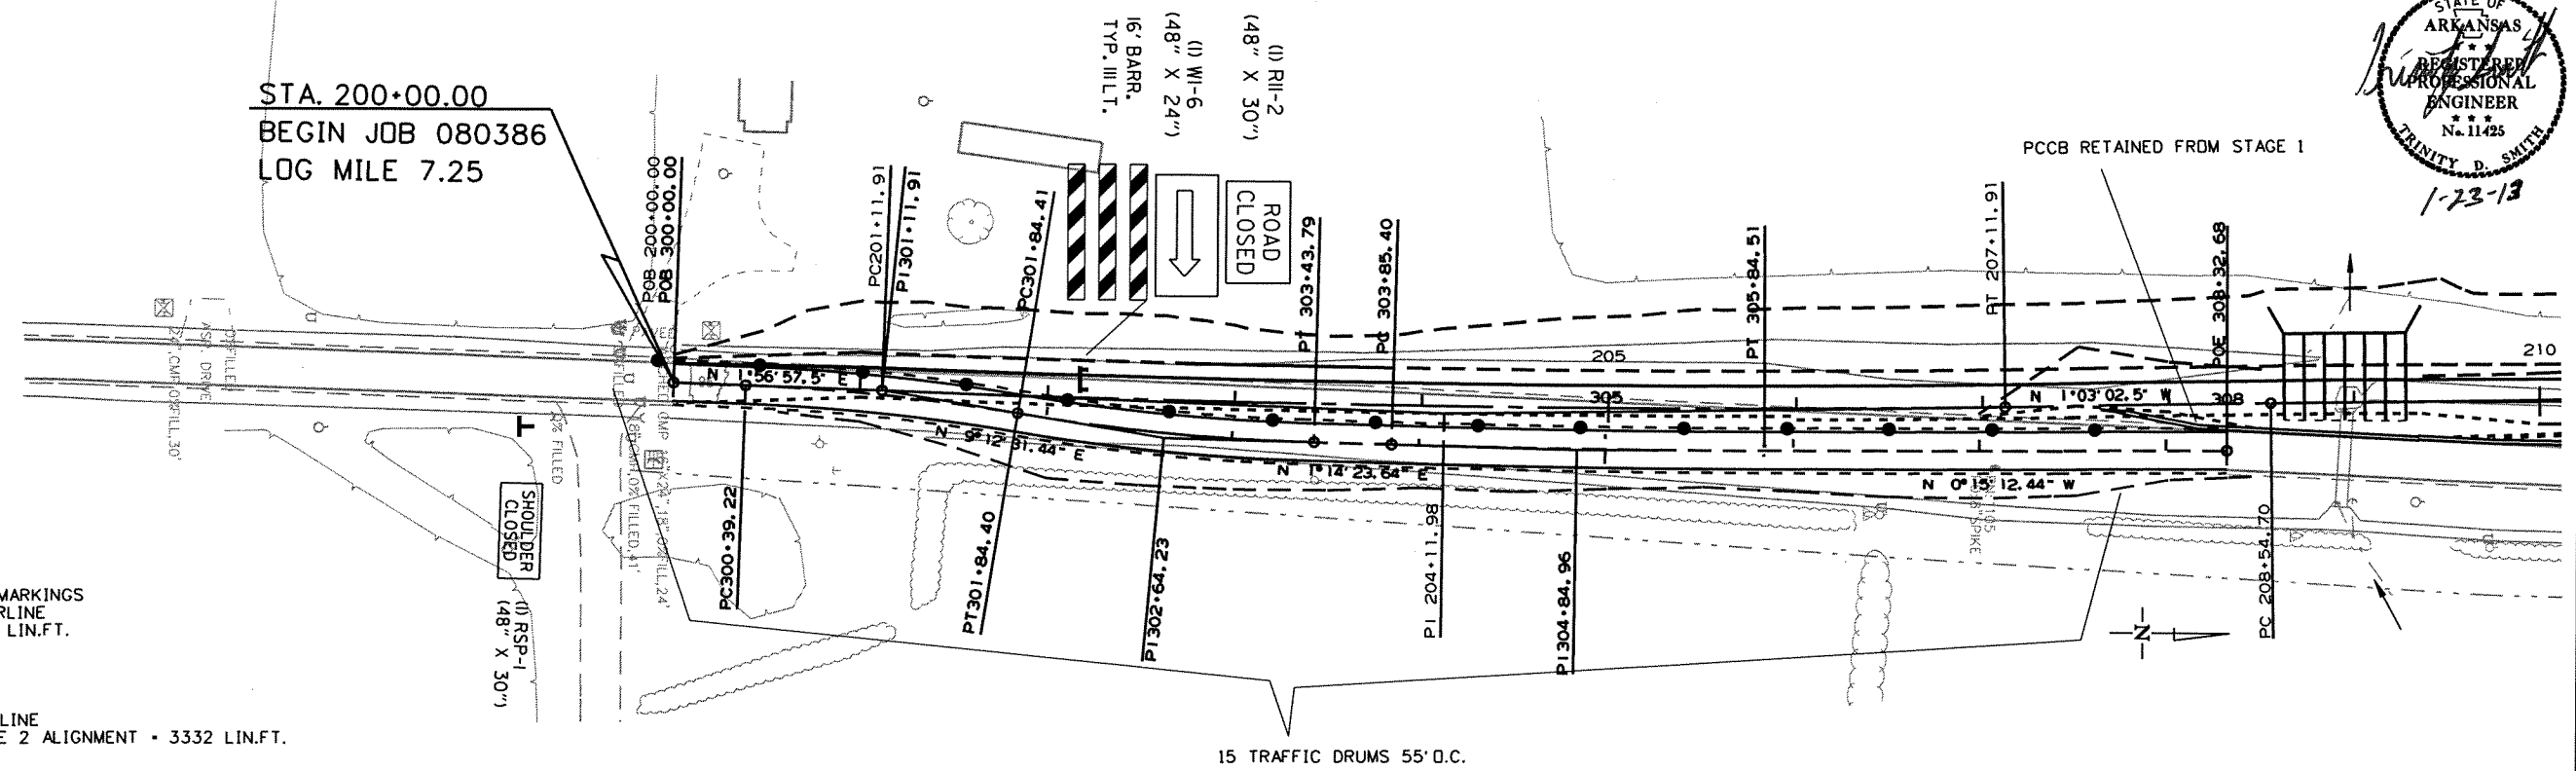 STA. 200+00.00
BEGIN JOB 080386
LOG MILE 7.25
POB 200+00.00
POB 300+00.00
PC201+11.91
PI301+11.91
PC301+84.41
16' BARR.
TYP. III LT.
(1) W1-6
(48" X 24")
(1) R11-2
(48" X 30")
ROAD
CLOSED
PT 303+43.79
PC 303+85.40
PT 305+84.51
PT 207+11.91
POE 308+32.68
PCCB RETAINED FROM STAGE 1
STATE OF
ARKANSAS
REGISTERED
PROFESSIONAL
ENGINEER
No. 11425
TRINITY D. SMITH
1-23-13
205
210
N 1°56'57.5" E
305
N 1°03'02.5" W
308
N 9°12'31.44" E
N 1°14'23.64" E
N 0°15'12.44" W
ASP. DRIVE
SHOULDER
CLOSED
(1) RSP-1
(48" X 30")
PC300+39.22
PT301+84.40
PI302+64.23
PI 204+11.98
PI304+84.96
SPIKE
PC 208+54.70
N
MARKINGS
RLINE
LIN.FT.
LINE
E 2 ALIGNMENT = 3332 LIN.FT.
15 TRAFFIC DRUMS 55' O.C.